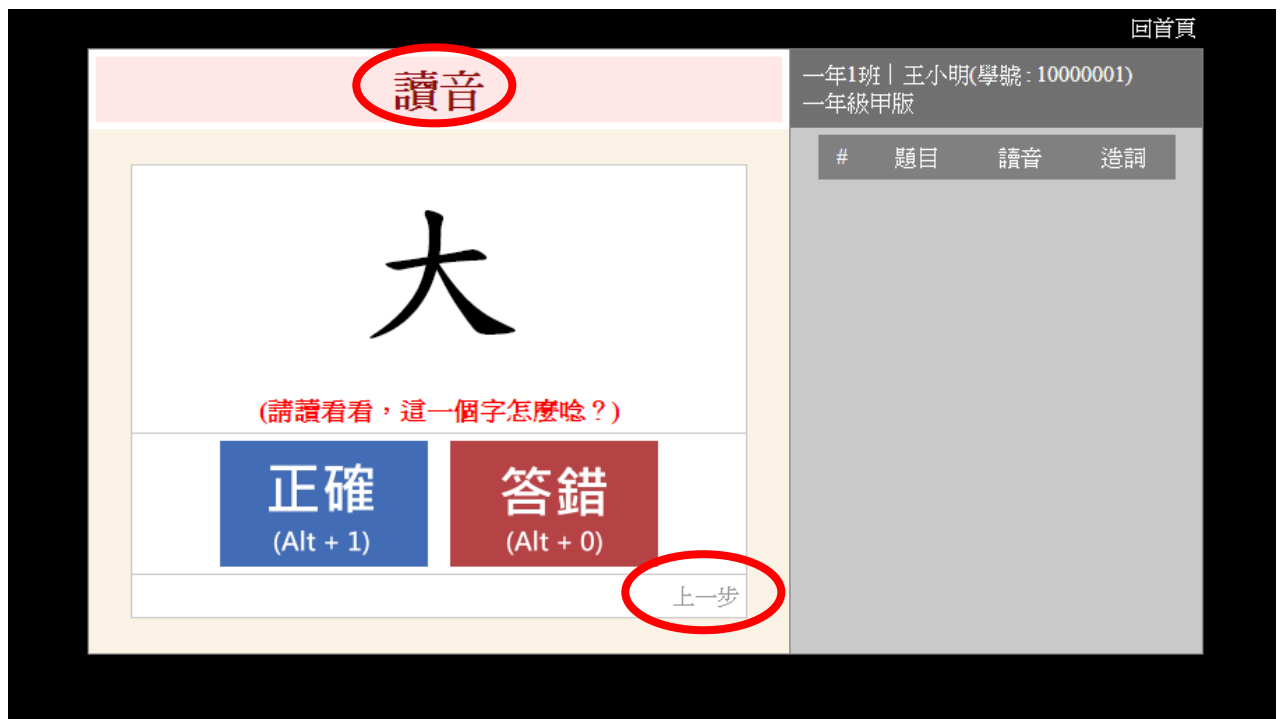 回首頁
讀音
一年1班｜王小明(學號 : 10000001)
一年級甲版
# 題目 讀音 造詞
大
(請讀看看，這一個字怎麼唸？)
正確 答錯
(Alt + 1) (Alt + 0)
上一步